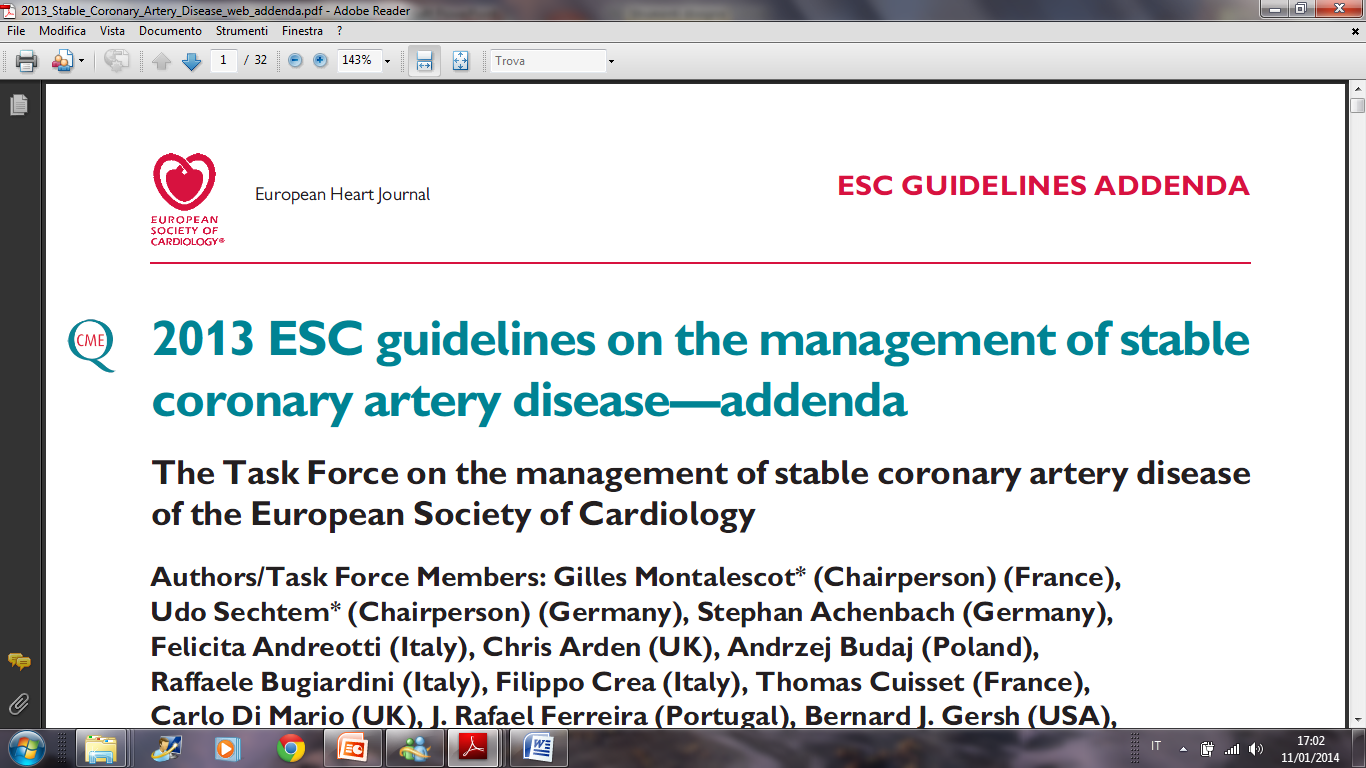 2013_Stable_Coronary_Artery_Disease_web_addenda.pdf - Adobe Reader
File Modifica Vista Documento Strumenti Finestra ?
1 / 32 143% Trova
EUROPEAN
SOCIETY OF
CARDIOLOGY®
European Heart Journal
ESC GUIDELINES ADDENDA
CME
2013 ESC guidelines on the management of stable
coronary artery disease—addenda
The Task Force on the management of stable coronary artery disease
of the European Society of Cardiology
Authors/Task Force Members: Gilles Montalescot* (Chairperson) (France),
Udo Sechtem* (Chairperson) (Germany), Stephan Achenbach (Germany),
Felicita Andreotti (Italy), Chris Arden (UK), Andrzej Budaj (Poland),
Raffaele Bugiardini (Italy), Filippo Crea (Italy), Thomas Cuisset (France),
Carlo Di Mario (UK), J. Rafael Ferreira (Portugal), Bernard J. Gersh (USA),
IT
17:02
11/01/2014